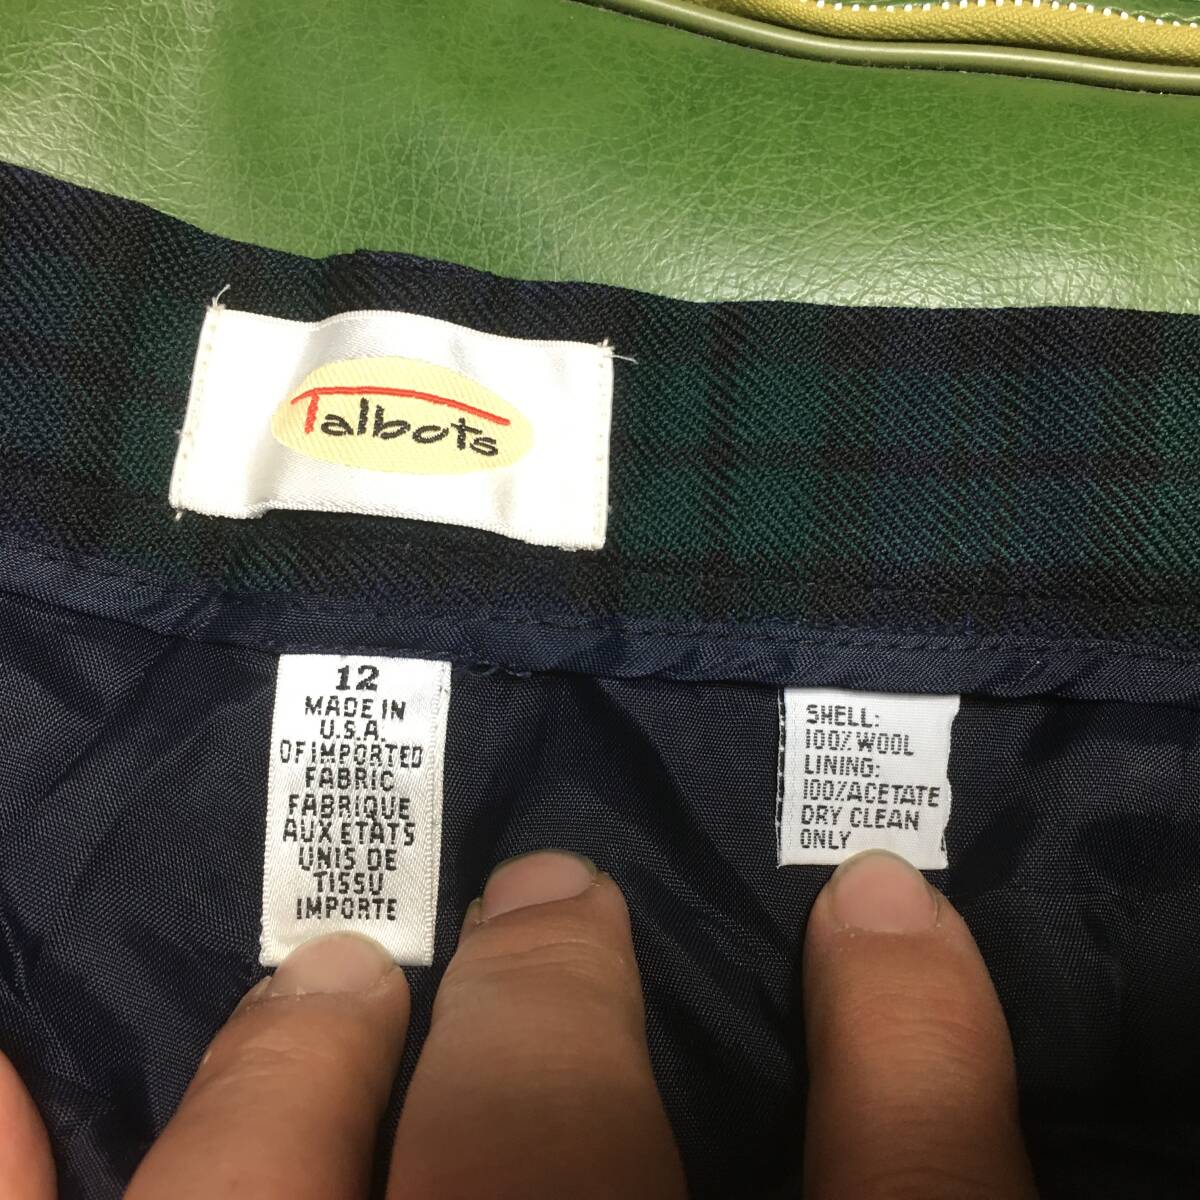 Talbots
12
MADE IN
U.S.A.
OF IMPORTED
FABRIC
FABRIQUE
AUX ETATS
UNIS DE
TISSU
IMPORTE
SHELL:
100% WOOL
LINING:
100% ACETATE
DRY CLEAN
ONLY